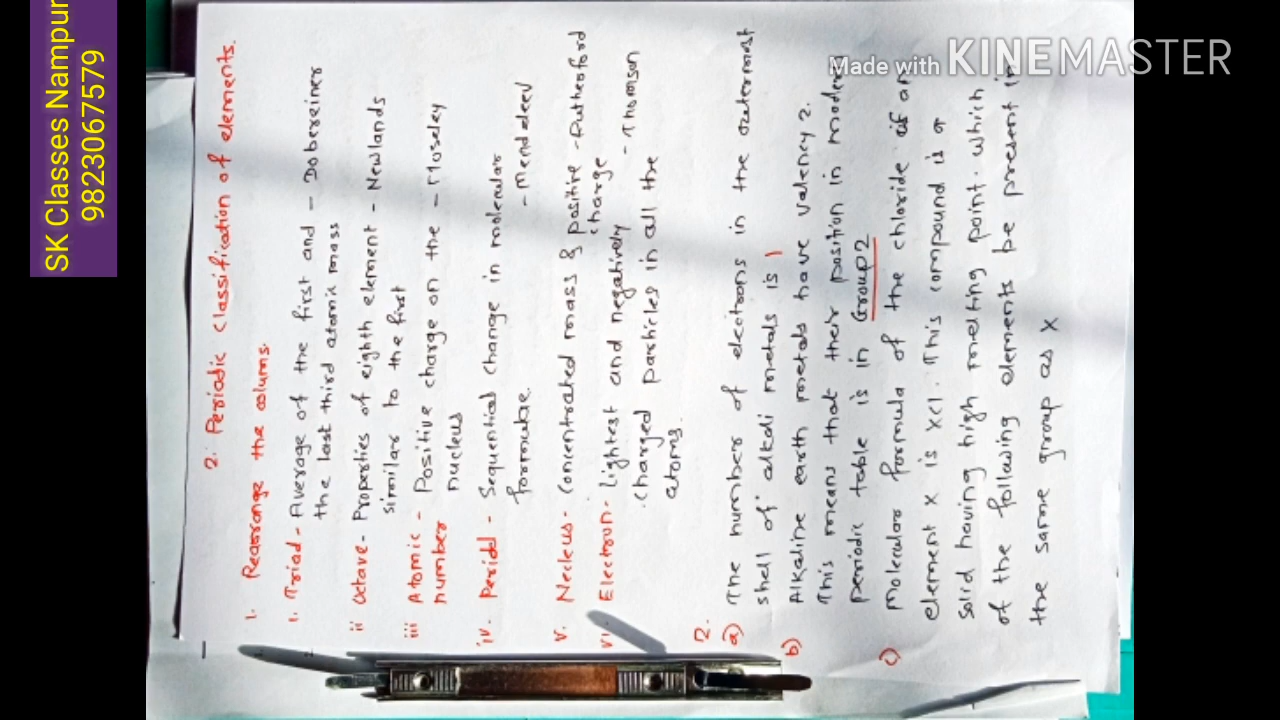 SK Classes Nampur
9823067579
Made with KINEMASTER
2. Periodic classification of elements.
1. Rearrange the colums.
i. Triad - Average of the first and - Dobereiner
the last third atomic mass
ii Octave - Properties of eighth element - Newlands
similar to the first
iii Atomic - Positive charge on the - Moseley
number nucleus
iv. Period - Sequential change in molecular
formulae. - Mendeleev
v. Necleus - Concentrated mass & positive - Rutherford
charge
vi Electroun - Lightest and negatively - Thomson
charged particles in all the
atoms.
2.
a) The number of electrons in the outermost
shell of alkali metals is 1
b) Alkaline earth metals have valency 2.
This means that their position in modern
periodic table is in Group 2
c) Molecular formula of the chloride of an
element X is XCl. This compound is a
solid having high melting point. which
of the following elements be present in
the same group as X